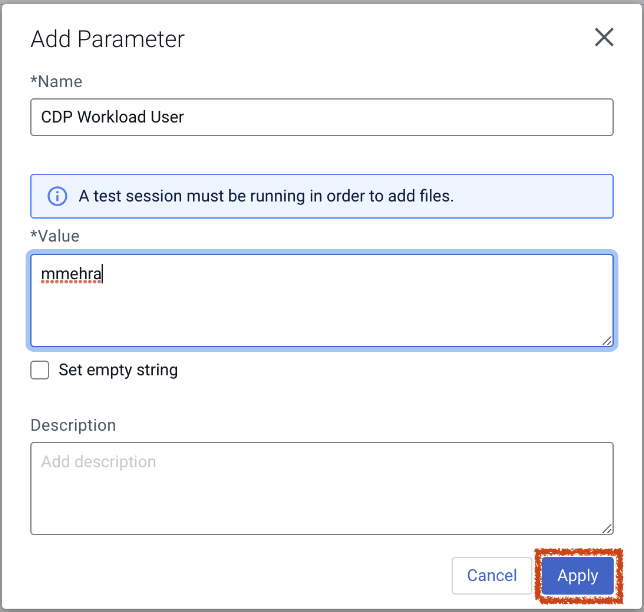 Add Parameter
*Name
CDP Workload User
A test session must be running in order to add files.
*Value
mmehra
Set empty string
Description
Add description
Cancel
Apply